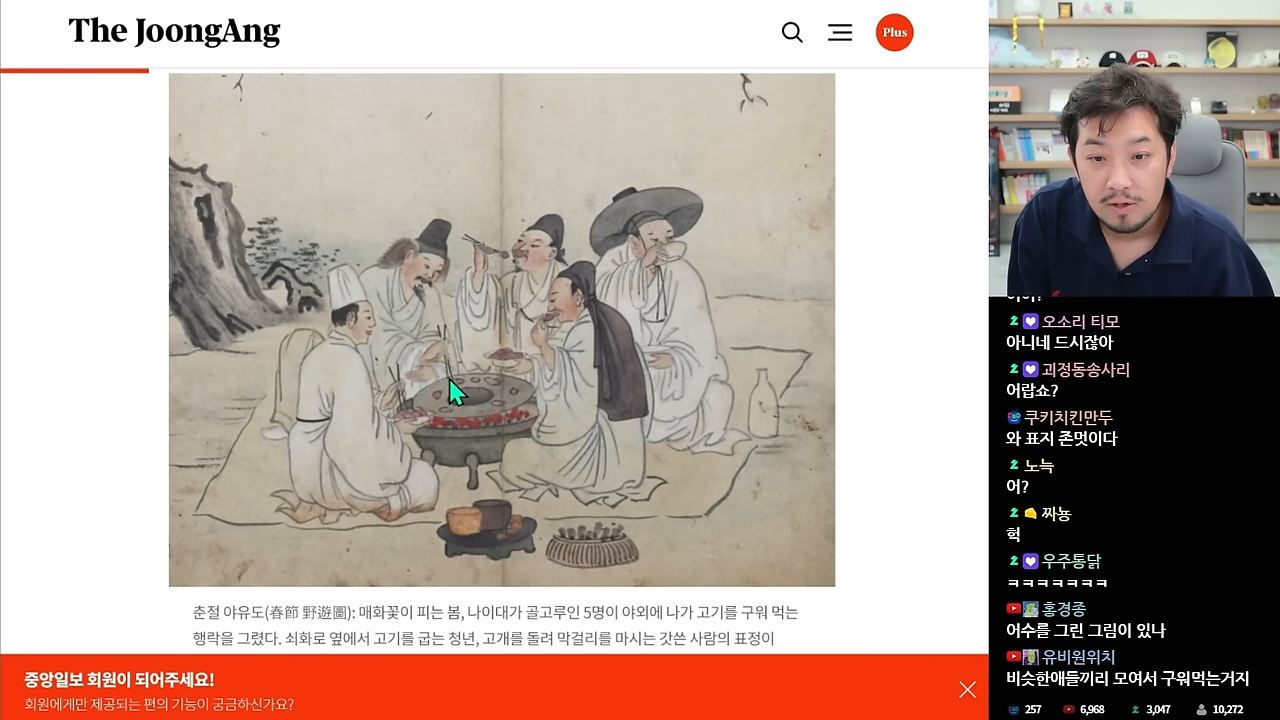 The JoongAng
Plus
춘절 야유도(春節 野遊圖): 매화꽃이 피는 봄, 나이대가 골고루인 5명이 야외에 나가 고기를 구워 먹는
행락을 그렸다. 쇠화로 옆에서 고기를 굽는 청년, 고개를 돌려 막걸리를 마시는 갓쓴 사람의 표정이
중앙일보 회원이 되어주세요!
회원에게만 제공되는 편의 기능이 궁금하신가요?
오소리 티모
아니네 드시잖아
괴정동송사리
어랍쇼?
쿠키치킨만두
와 표지 존멋이다
노늑
어?
짜뇽
헉
우주통닭
ㅋㅋㅋㅋㅋㅋㅋ
홍경종
어수를 그린 그림이 있나
유비원위치
비슷한애들끼리 모여서 구워먹는거지
257 6,968 3,047 10,272